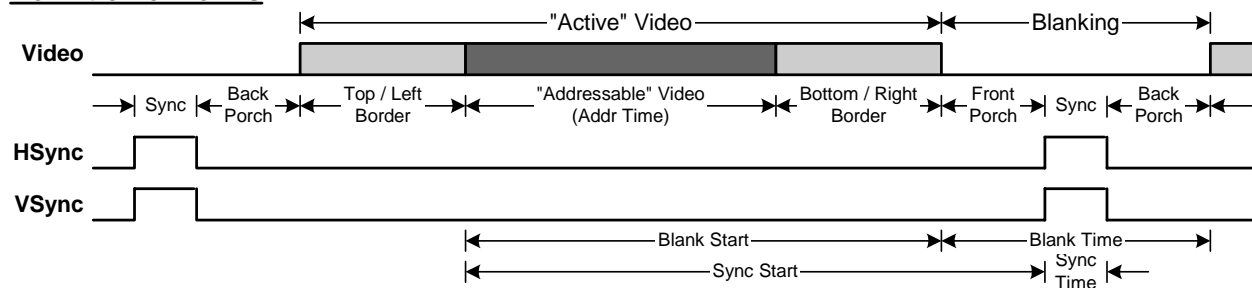 "Active" Video
Blanking
Video
Sync
Back
Porch
Top / Left
Border
"Addressable" Video
(Addr Time)
Bottom / Right
Border
Front
Porch
Sync
Back
Porch
HSync
VSync
Blank Start
Blank Time
Sync Start
Sync
Time